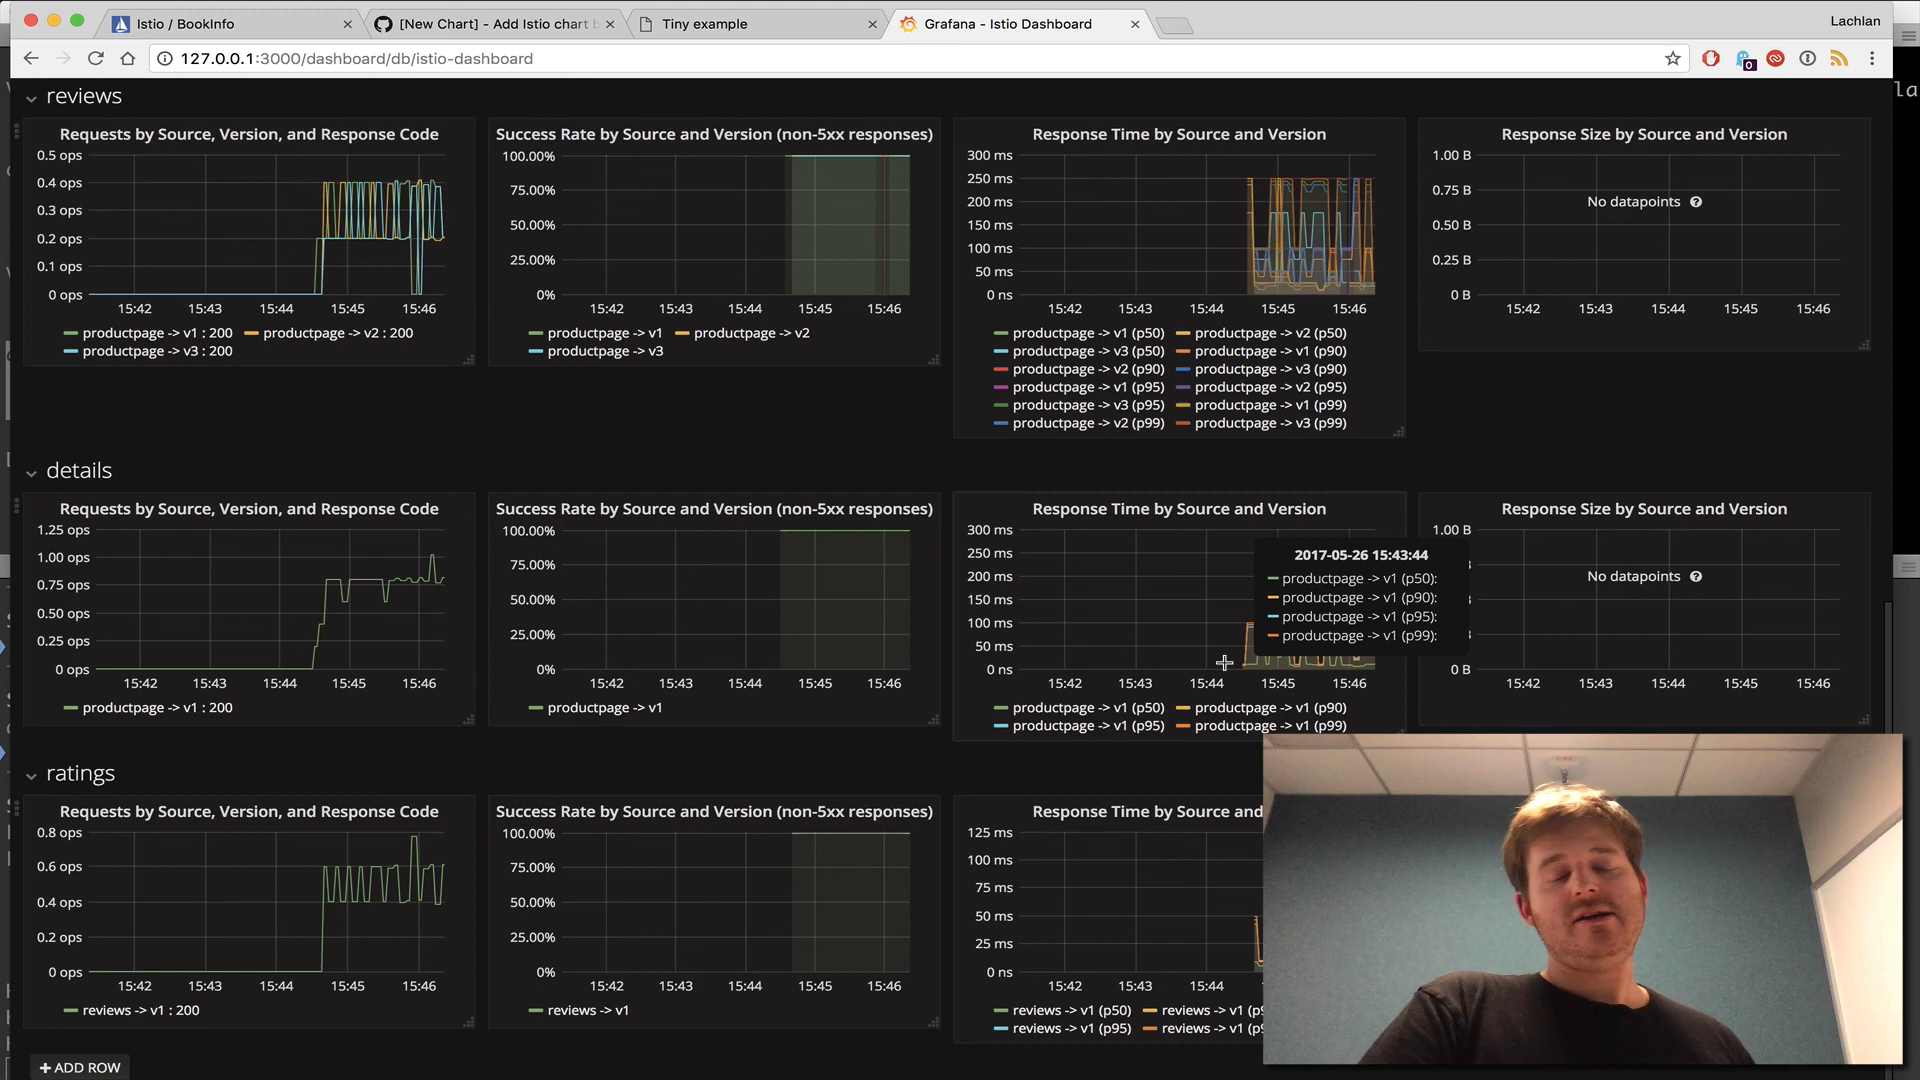 Istio / BookInfo
[New Chart] - Add Istio chart b
Tiny example
Grafana - Istio Dashboard
Lachlan
127.0.0.1:3000/dashboard/db/istio-dashboard
0
la
reviews
Requests by Source, Version, and Response Code
0.5 ops
0.4 ops
0.3 ops
0.2 ops
0.1 ops
0 ops
15:42 15:43 15:44 15:45 15:46
productpage -> v1 : 200 productpage -> v2 : 200
productpage -> v3 : 200
Success Rate by Source and Version (non-5xx responses)
100.00%
75.00%
50.00%
25.00%
0%
15:42 15:43 15:44 15:45 15:46
productpage -> v1 productpage -> v2
productpage -> v3
Response Time by Source and Version
300 ms
250 ms
200 ms
150 ms
100 ms
50 ms
0 ns
15:42 15:43 15:44 15:45 15:46
productpage -> v1 (p50) productpage -> v2 (p50)
productpage -> v3 (p50) productpage -> v1 (p90)
productpage -> v2 (p90) productpage -> v3 (p90)
productpage -> v1 (p95) productpage -> v2 (p95)
productpage -> v3 (p95) productpage -> v1 (p99)
productpage -> v2 (p99) productpage -> v3 (p99)
Response Size by Source and Version
1.00 B
0.75 B
0.50 B
0.25 B
0 B
No datapoints
15:42 15:43 15:44 15:45 15:46
details
Requests by Source, Version, and Response Code
1.25 ops
1.00 ops
0.75 ops
0.50 ops
0.25 ops
0 ops
15:42 15:43 15:44 15:45 15:46
productpage -> v1 : 200
Success Rate by Source and Version (non-5xx responses)
100.00%
75.00%
50.00%
25.00%
0%
15:42 15:43 15:44 15:45 15:46
productpage -> v1
Response Time by Source and Version
300 ms
250 ms
200 ms
150 ms
100 ms
50 ms
0 ns
15:42 15:43 15:44 15:45 15:46
productpage -> v1 (p50) productpage -> v1 (p90)
productpage -> v1 (p95) productpage -> v1 (p99)
2017-05-26 15:43:44
productpage -> v1 (p50):
productpage -> v1 (p90):
productpage -> v1 (p95):
productpage -> v1 (p99):
Response Size by Source and Version
1.00 B
No datapoints
0 B
15:42 15:43 15:44 15:45 15:46
ratings
Requests by Source, Version, and Response Code
0.8 ops
0.6 ops
0.4 ops
0.2 ops
0 ops
15:42 15:43 15:44 15:45 15:46
reviews -> v1 : 200
Success Rate by Source and Version (non-5xx responses)
100.00%
75.00%
50.00%
25.00%
0%
15:42 15:43 15:44 15:45 15:46
reviews -> v1
Response Time by Source and
125 ms
100 ms
75 ms
50 ms
25 ms
0 ns
15:42 15:43 15:44
reviews -> v1 (p50) reviews -> v1
reviews -> v1 (p95) reviews -> v1
+ ADD ROW